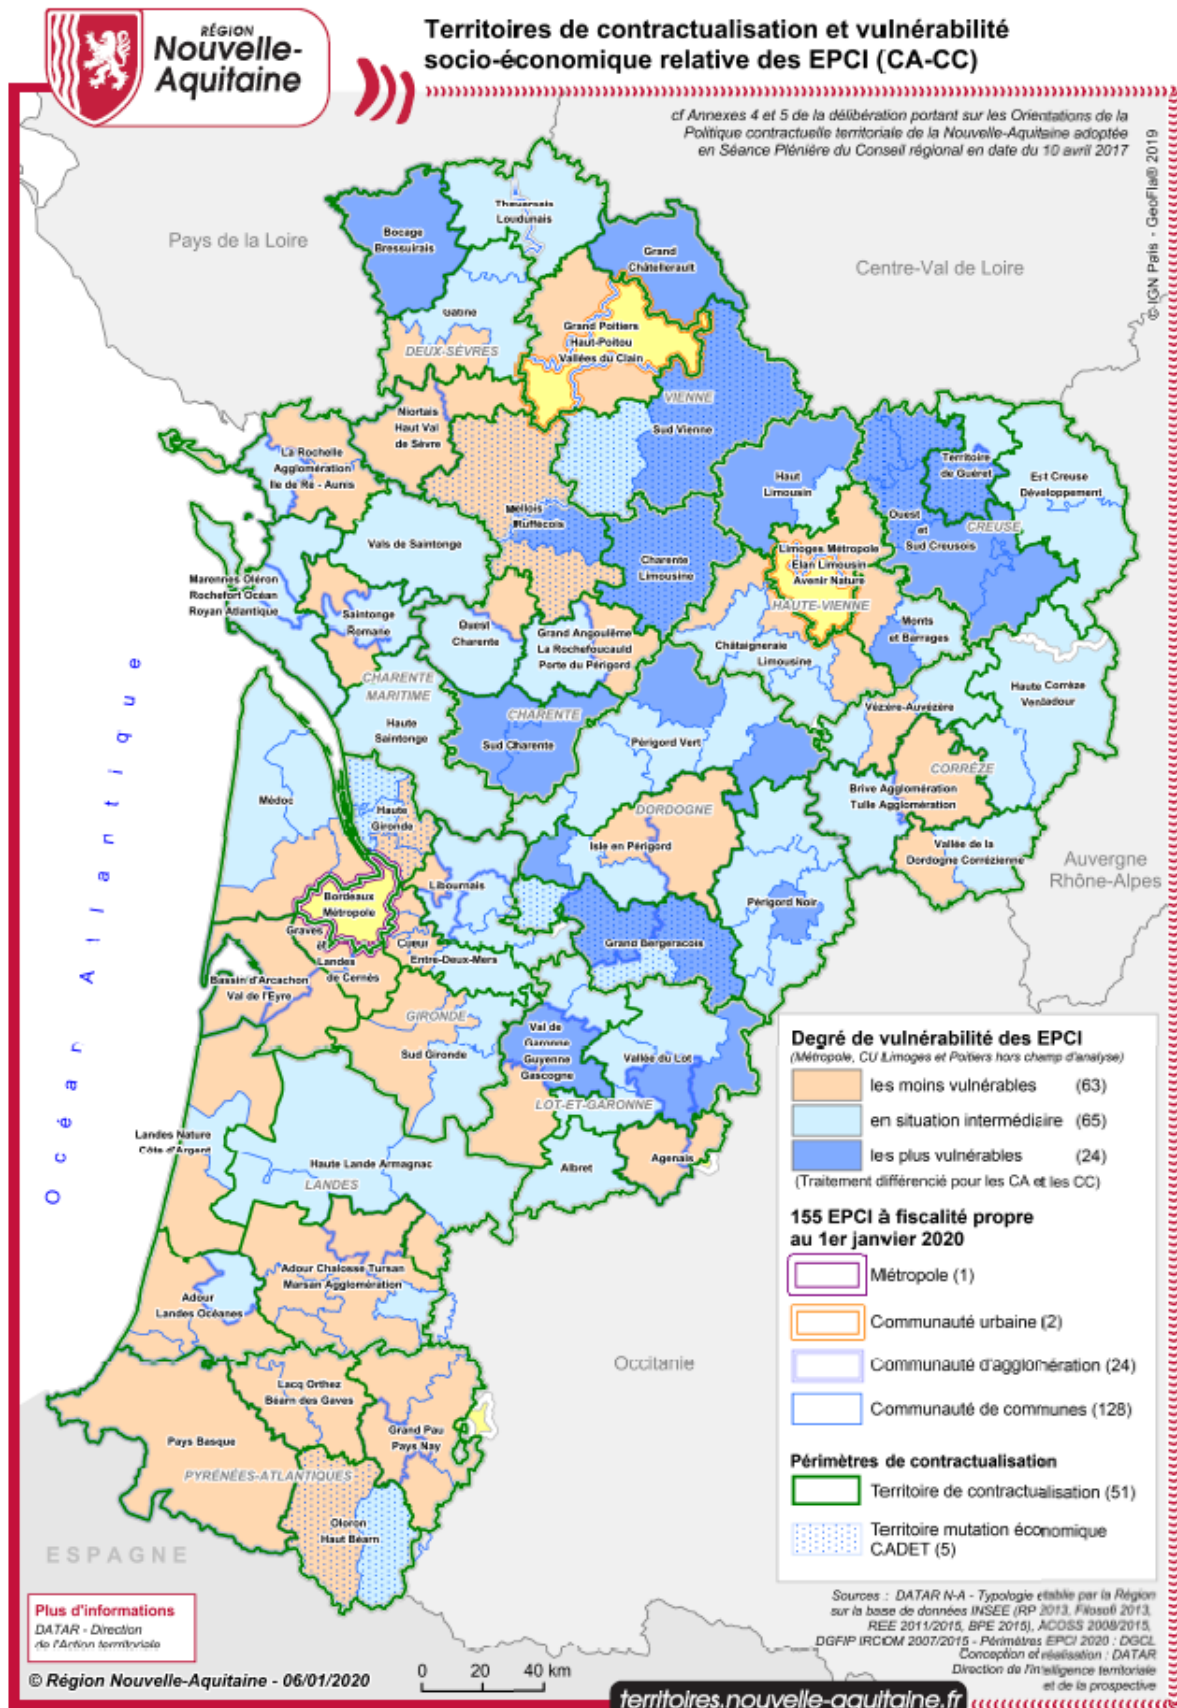 RÉGION
Nouvelle-
Aquitaine
Territoires de contractualisation et vulnérabilité
socio-économique relative des EPCI (CA-CC)
cf Annexes 4 et 5 de la délibération portant sur les Orientations de la
Politique contractuelle territoriale de la Nouvelle-Aquitaine adoptée
en Séance Plénière du Conseil régional en date du 10 avril 2017
© IGN Paris - GeoFla® 2019
Pays de la Loire
Centre-Val de Loire
Bocage
Bressuirais
Thouarsais
Loudunais
Grand
Châtellerault
Gâtine
DEUX-SÈVRES
Grand Poitiers
Haut-Poitou
Vallées du Clain
VIENNE
Sud Vienne
Niortais
Haut Val
de Sèvre
La Rochelle
Agglomération
Ile de Ré - Aunis
Haut
Limousin
Territoire
de Guéret
Est Creuse
Développement
Ouest
et
Sud Creusois
CREUSE
Mellois
Ruffécois
Vals de Saintonge
Charente
Limousine
Limoges Métropole
Elan Limousin
Avenir Nature
HAUTE-VIENNE
Marennes Oléron
Rochefort Océan
Royan Atlantique
Saintonge
Romane
Ouest
Charente
Grand Angoulême
La Rochefoucauld
Porte du Périgord
Châtaigneraie
Limousine
Monts
et Barrages
CHARENTE
MARITIME
Haute
Saintonge
CHARENTE
Sud Charente
Périgord Vert
Vézère-Auvézère
Haute Corrèze
Ventadour
CORRÈZE
Brive Agglomération
Tulle Agglomération
Médoc
Haute
Gironde
DORDOGNE
Isle en Périgord
Vallée de la
Dordogne Corrézienne
Auvergne
Rhône-Alpes
Océan Atlantique
Bordeaux
Métropole
Libournais
Périgord Noir
Graves
et
Landes
de Cernès
Cœur
Entre-Deux-Mers
Grand Bergeracois
Bassin d'Arcachon
Val de l'Eyre
GIRONDE
Sud Gironde
Val de
Garonne
Guyenne
Gascogne
Vallée du Lot
LOT-ET-GARONNE
Landes Nature
Côte d'Argent
Haute Lande Armagnac
LANDES
Albret
Agenais
Adour Chalosse Tursan
Marsan Agglomération
Adour
Landes Océanes
Occitanie
Lacq Orthez
Béarn des Gaves
Pays Basque
Grand Pau
Pays Nay
PYRÉNÉES-ATLANTIQUES
Oloron
Haut Béarn
ESPAGNE
Degré de vulnérabilité des EPCI
(Métropole, CU Limoges et Poitiers hors champ d'analyse)
les moins vulnérables (63)
en situation intermédiaire (65)
les plus vulnérables (24)
(Traitement différencié pour les CA et les CC)
155 EPCI à fiscalité propre
au 1er janvier 2020
Métropole (1)
Communauté urbaine (2)
Communauté d'agglomération (24)
Communauté de communes (128)
Périmètres de contractualisation
Territoire de contractualisation (51)
Territoire mutation économique
CADET (5)
Sources : DATAR N-A - Typologie établie par la Région
sur la base de données INSEE (RP 2013, Filosofi 2013,
REE 2011/2015, BPE 2015), ACOSS 2008/2015,
DGFIP IRCOM 2007/2015 - Périmètres EPCI 2020 : DGCL
Conception et réalisation : DATAR
Direction de l'intelligence territoriale
et de la prospective
Plus d'informations
DATAR - Direction
de l'Action territoriale
© Région Nouvelle-Aquitaine - 06/01/2020
0 20 40 km
territoires.nouvelle-aquitaine.fr